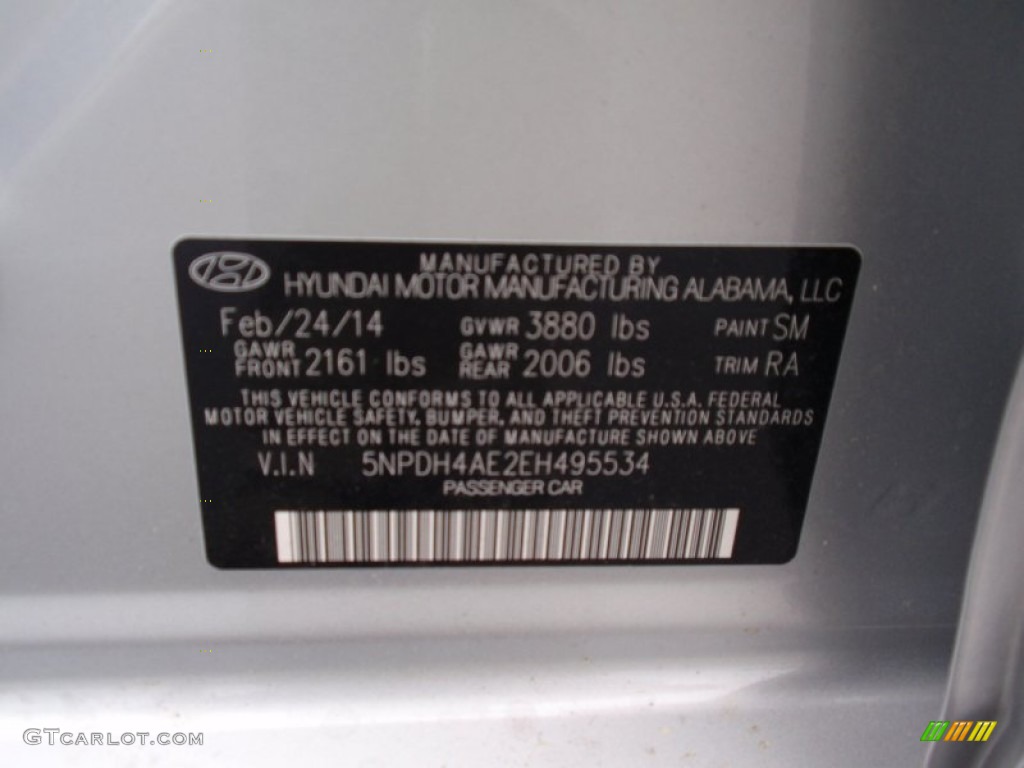 MANUFACTURED BY
HYUNDAI MOTOR MANUFACTURING ALABAMA, LLC
Feb/24/14 GVWR 3880 lbs PAINT SM
GAWR FRONT 2161 lbs GAWR REAR 2006 lbs TRIM RA
THIS VEHICLE CONFORMS TO ALL APPLICABLE U.S.A. FEDERAL
MOTOR VEHICLE SAFETY, BUMPER, AND THEFT PREVENTION STANDARDS
IN EFFECT ON THE DATE OF MANUFACTURE SHOWN ABOVE
V.I.N 5NPDH4AE2EH495534
PASSENGER CAR
GTCarLot.com